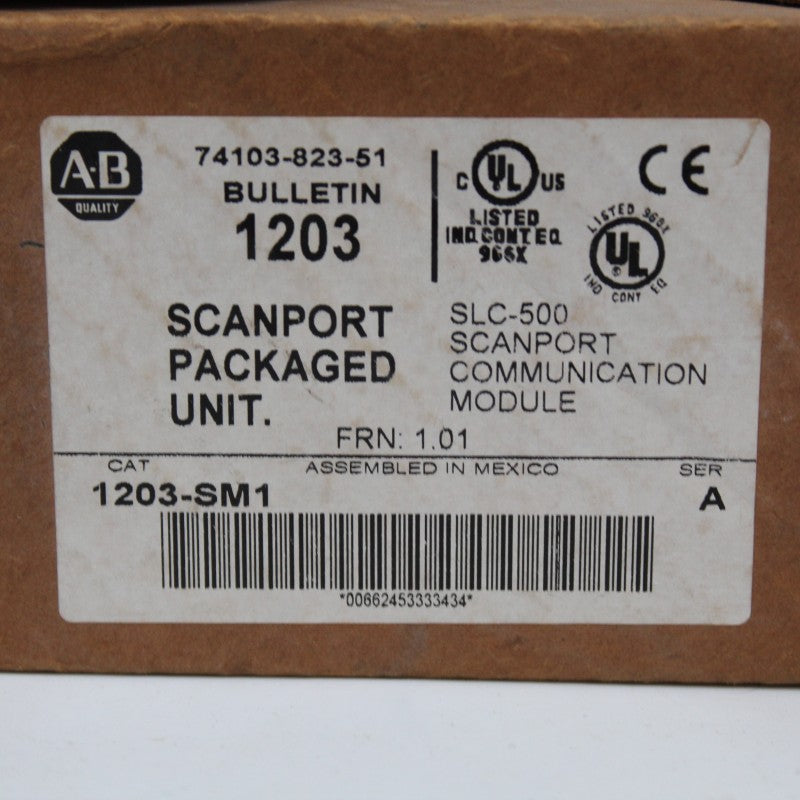 A-B
QUALITY
74103-823-51
BULLETIN
1203
C UL US
LISTED
IND.CONT.EQ.
966X
CE
LISTED 966X
UL
®
IND CONT EQ
SCANPORT
PACKAGED
UNIT.
SLC-500
SCANPORT
COMMUNICATION
MODULE
FRN: 1.01
CAT ASSEMBLED IN MEXICO SER
1203-SM1 A
*00662453333434*